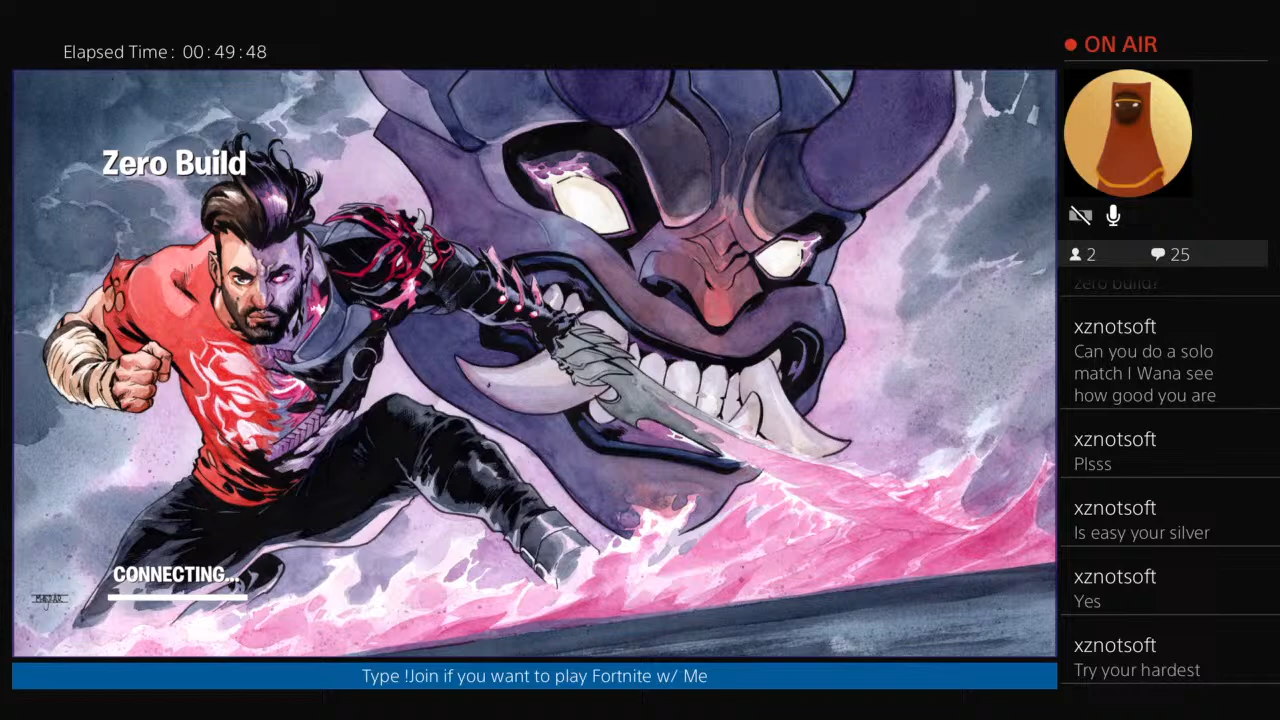 Elapsed Time: 00:49:48
ON AIR
Zero Build
2 25
zero build?
xznotsoft
Can you do a solo
match I Wana see
how good you are
xznotsoft
Plsss
xznotsoft
Is easy your silver
xznotsoft
Yes
xznotsoft
Try your hardest
CONNECTING...
Type !Join if you want to play Fortnite w/ Me